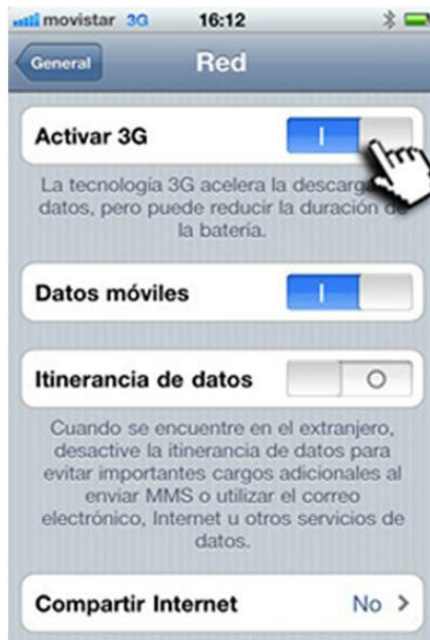 movistar 3G 16:12
General Red
Activar 3G
La tecnología 3G acelera la descarga
datos, pero puede reducir la duración de
la batería.
Datos móviles
Itinerancia de datos
Cuando se encuentre en el extranjero,
desactive la itinerancia de datos para
evitar importantes cargos adicionales al
enviar MMS o utilizar el correo
electrónico, Internet u otros servicios de
datos.
Compartir Internet No